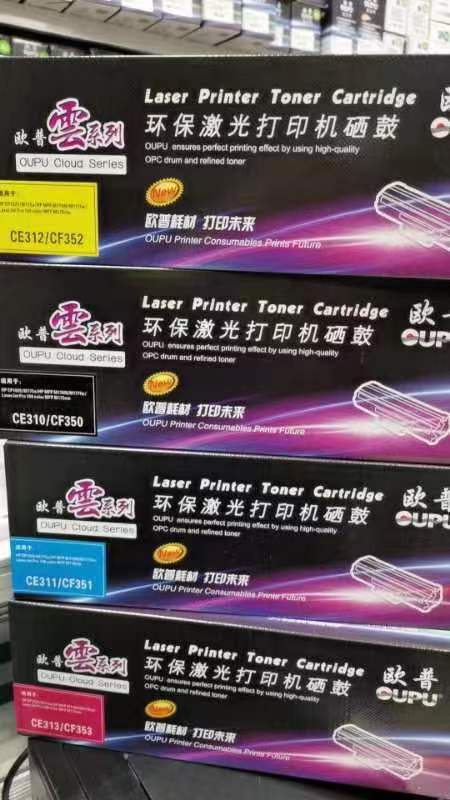 Laser Printer Toner Cartridge
欧普雲系列
环保激光打印机硒鼓
OUPU Cloud Series
OUPU ensures perfect printing effect by using high-quality
OPC drum and refined toner
New
CE312/CF352
欧普耗材 打印未来
OUPU Printer Consumables Prints Future
Laser Printer Toner Cartridge
欧普雲系列
环保激光打印机硒鼓
欧
OUPU Cloud Series
OUPU ensures perfect printing effect by using high-quality
OPC drum and refined toner
OUP
适用于:
New
CE310/CF350
欧普耗材 打印未来
OUPU Printer Consumables Prints Future
Laser Printer Toner Cartridge
欧普雲系列
环保激光打印机硒鼓
欧普
OUPU Cloud Series
OUPU ensures perfect printing effect by using high-quality
OPC drum and refined toner
OUPU
适用于:
New
CE311/CF351
欧普耗材 打印未来
OUPU Printer Consumables Prints Future
Laser Printer Toner Cartridge
欧普雲系列
环保激光打印机硒鼓
欧普
OUPU Cloud Series
OUPU ensures perfect printing effect by using high-quality
OPC drum and refined toner
OUPU
适用于:
New
CE313/CF353
欧普耗材 打印未来
OUPU Printer Consumables Prints Future